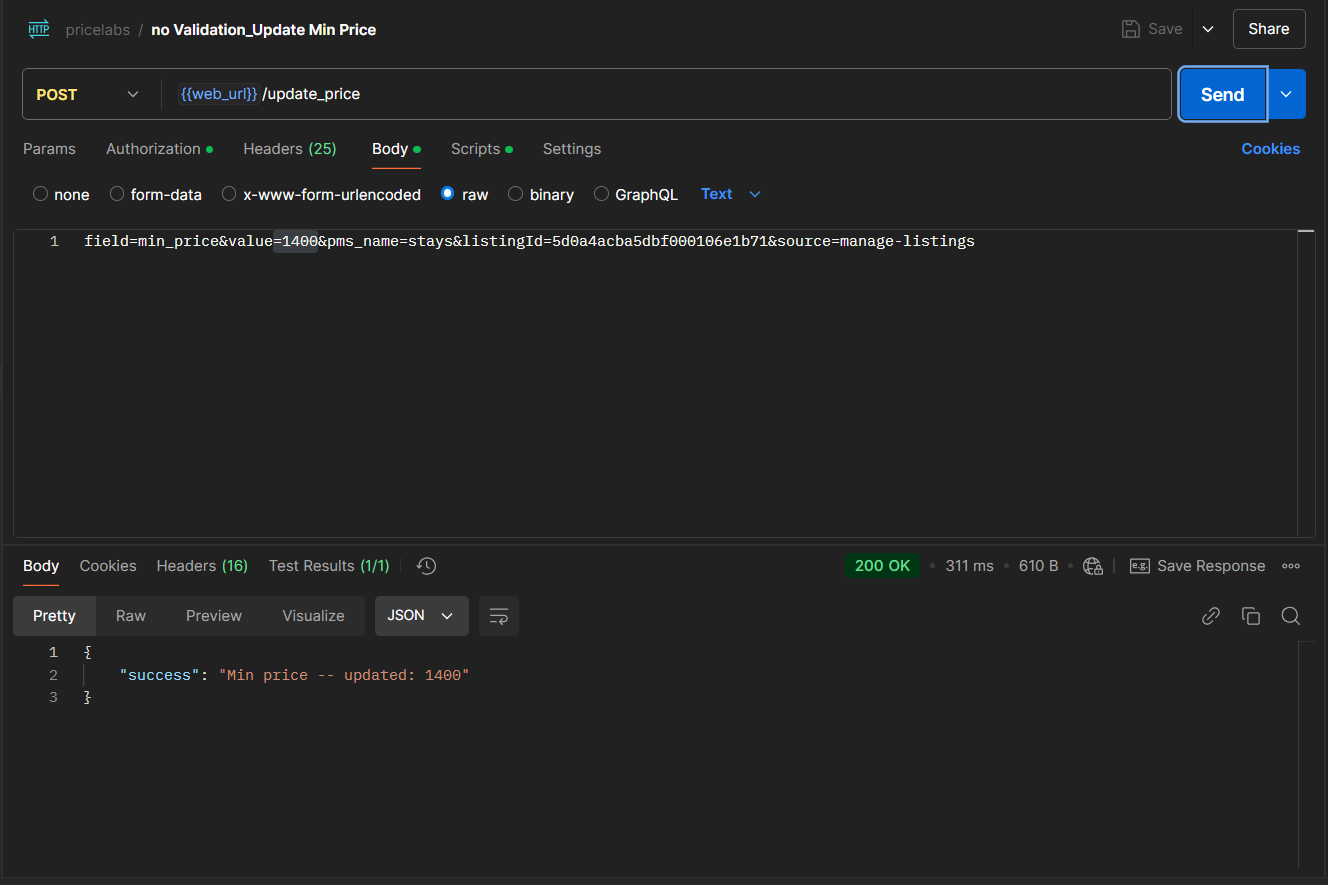 HTTP pricelabs / no Validation_Update Min Price Save Share
POST {{web_url}} /update_price Send
Params Authorization Headers (25) Body Scripts Settings Cookies
none form-data x-www-form-urlencoded raw binary GraphQL Text
1 field=min_price&value=1400&pms_name=stays&listingId=5d0a4acba5dbf000106e1b71&source=manage-listings
Body Cookies Headers (16) Test Results (1/1) 200 OK • 311 ms • 610 B • e.g. Save Response
Pretty Raw Preview Visualize JSON
1 {
2 "success": "Min price -- updated: 1400"
3 }